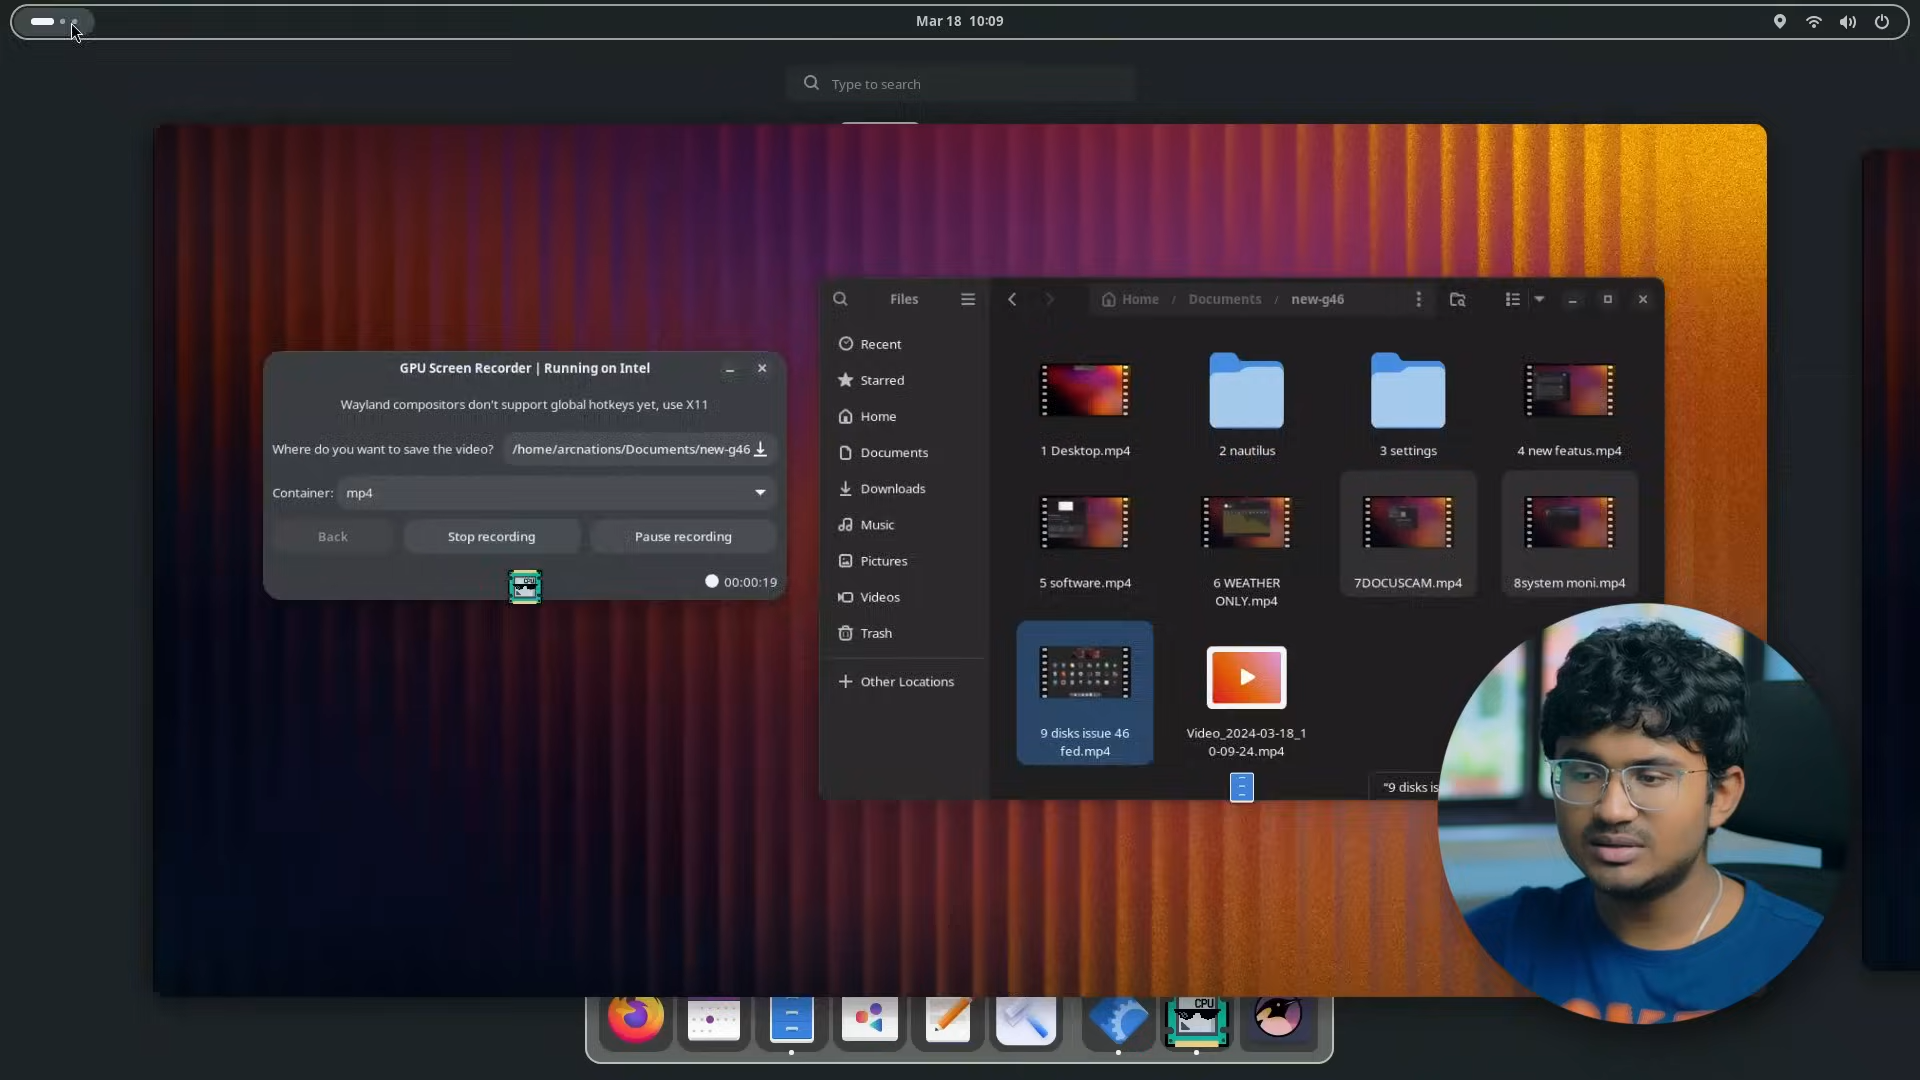 Mar 18 10:09
Type to search
GPU Screen Recorder | Running on Intel
Wayland compositors don't support global hotkeys yet, use X11
Where do you want to save the video? /home/arcnations/Documents/new-g46
Container: mp4
Back Stop recording Pause recording
00:00:19
Files
Recent
Starred
Home
Documents
Downloads
Music
Pictures
Videos
Trash
Other Locations
Home / Documents / new-g46
1 Desktop.mp4
2 nautilus
3 settings
4 new featus.mp4
5 software.mp4
6 WEATHER
ONLY.mp4
7DOCUSCAM.mp4
8system moni.mp4
9 disks issue 46
fed.mp4
Video_2024-03-18_1
0-09-24.mp4
"9 disks is
CPU
CPU